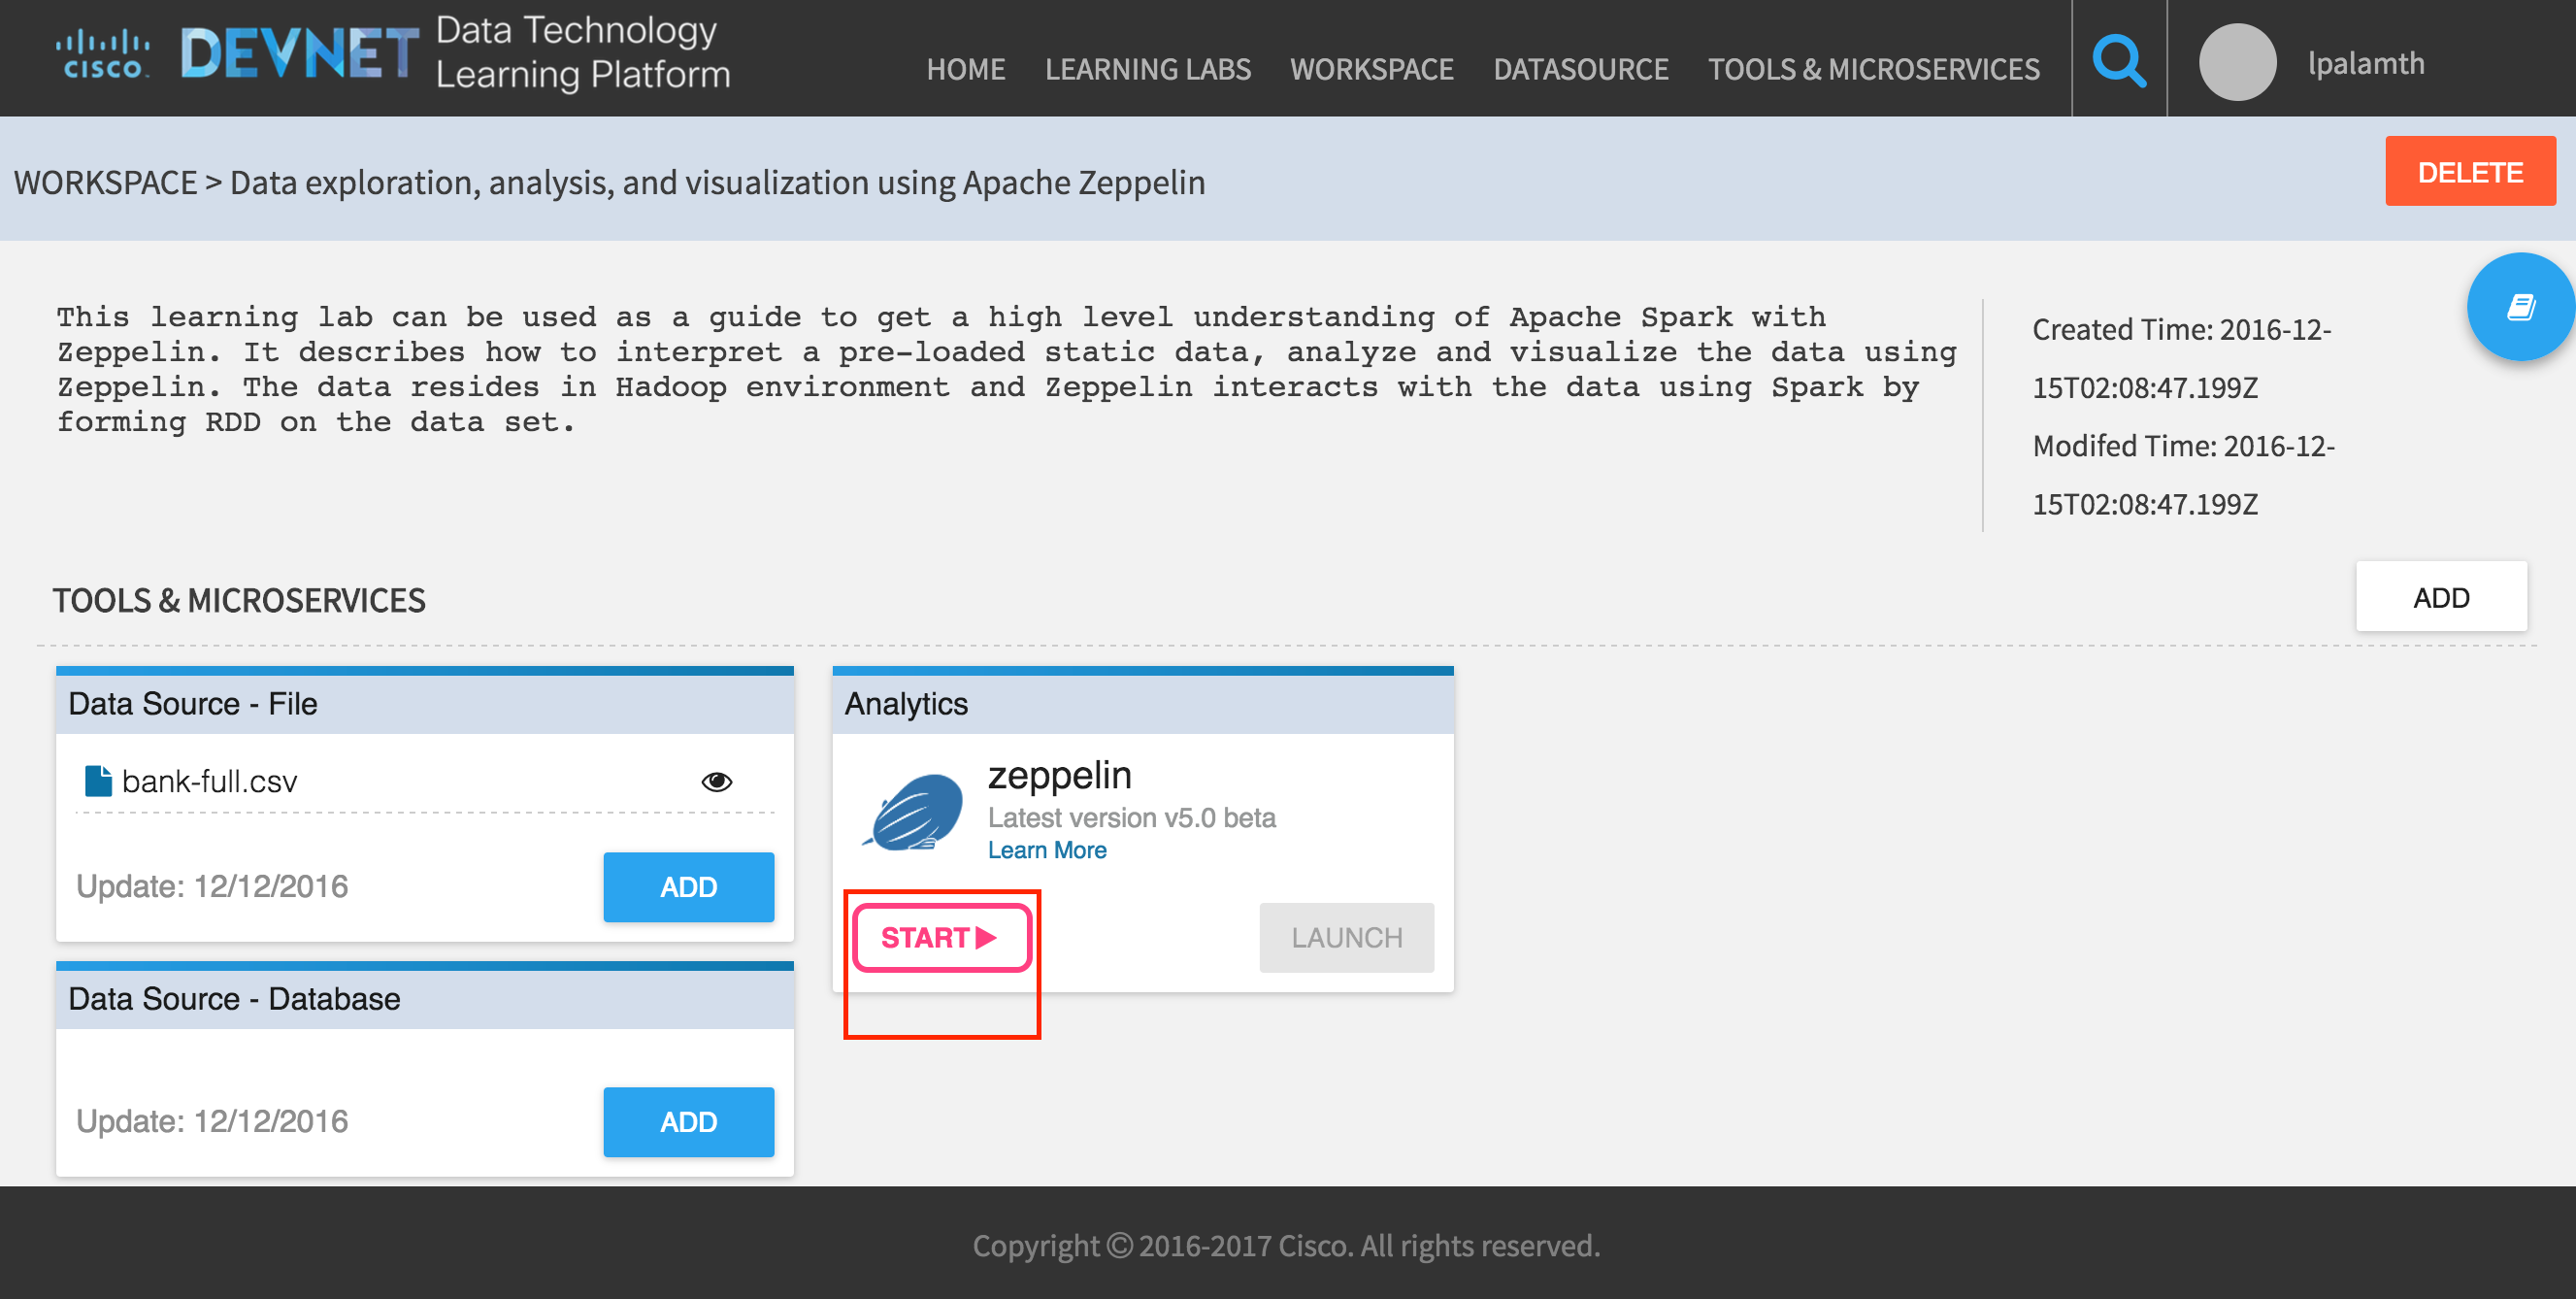 CISCO
DEVNET
Data Technology
Learning Platform
HOME
LEARNING LABS
WORKSPACE
DATASOURCE
TOOLS & MICROSERVICES
lpalamth
WORKSPACE > Data exploration, analysis, and visualization using Apache Zeppelin
DELETE
This learning lab can be used as a guide to get a high level understanding of Apache Spark with
Zeppelin. It describes how to interpret a pre-loaded static data, analyze and visualize the data using
Zeppelin. The data resides in Hadoop environment and Zeppelin interacts with the data using Spark by
forming RDD on the data set.
Created Time: 2016-12-
15T02:08:47.199Z
Modifed Time: 2016-12-
15T02:08:47.199Z
TOOLS & MICROSERVICES
ADD
Data Source - File
bank-full.csv
Update: 12/12/2016
ADD
Data Source - Database
Update: 12/12/2016
ADD
Analytics
zeppelin
Latest version v5.0 beta
Learn More
START
LAUNCH
Copyright © 2016-2017 Cisco. All rights reserved.